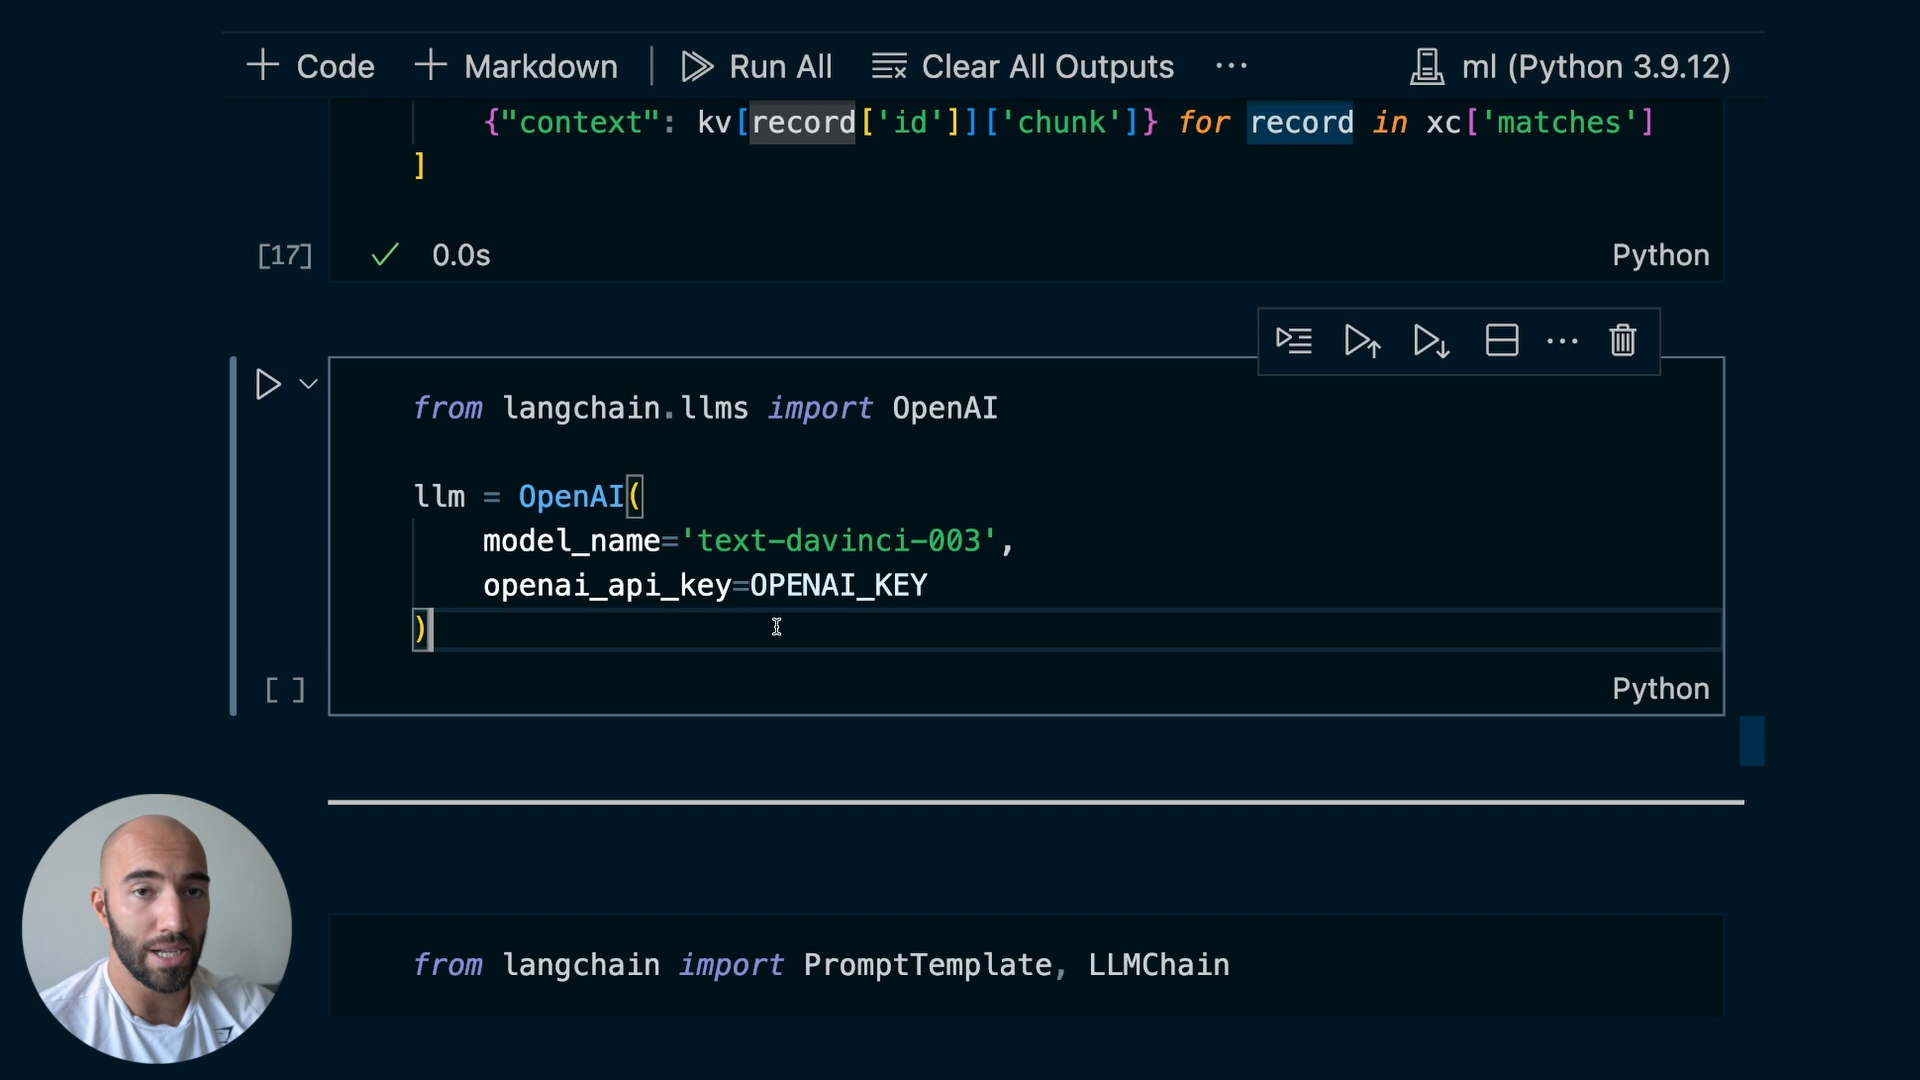 Code Markdown Run All Clear All Outputs ... ml (Python 3.9.12)
{"context": kv[record['id']]['chunk']} for record in xc['matches']
]
[17] 0.0s Python
...
from langchain.llms import OpenAI
llm = OpenAI(
model_name='text-davinci-003',
openai_api_key=OPENAI_KEY
)
[ ] Python
from langchain import PromptTemplate, LLMChain